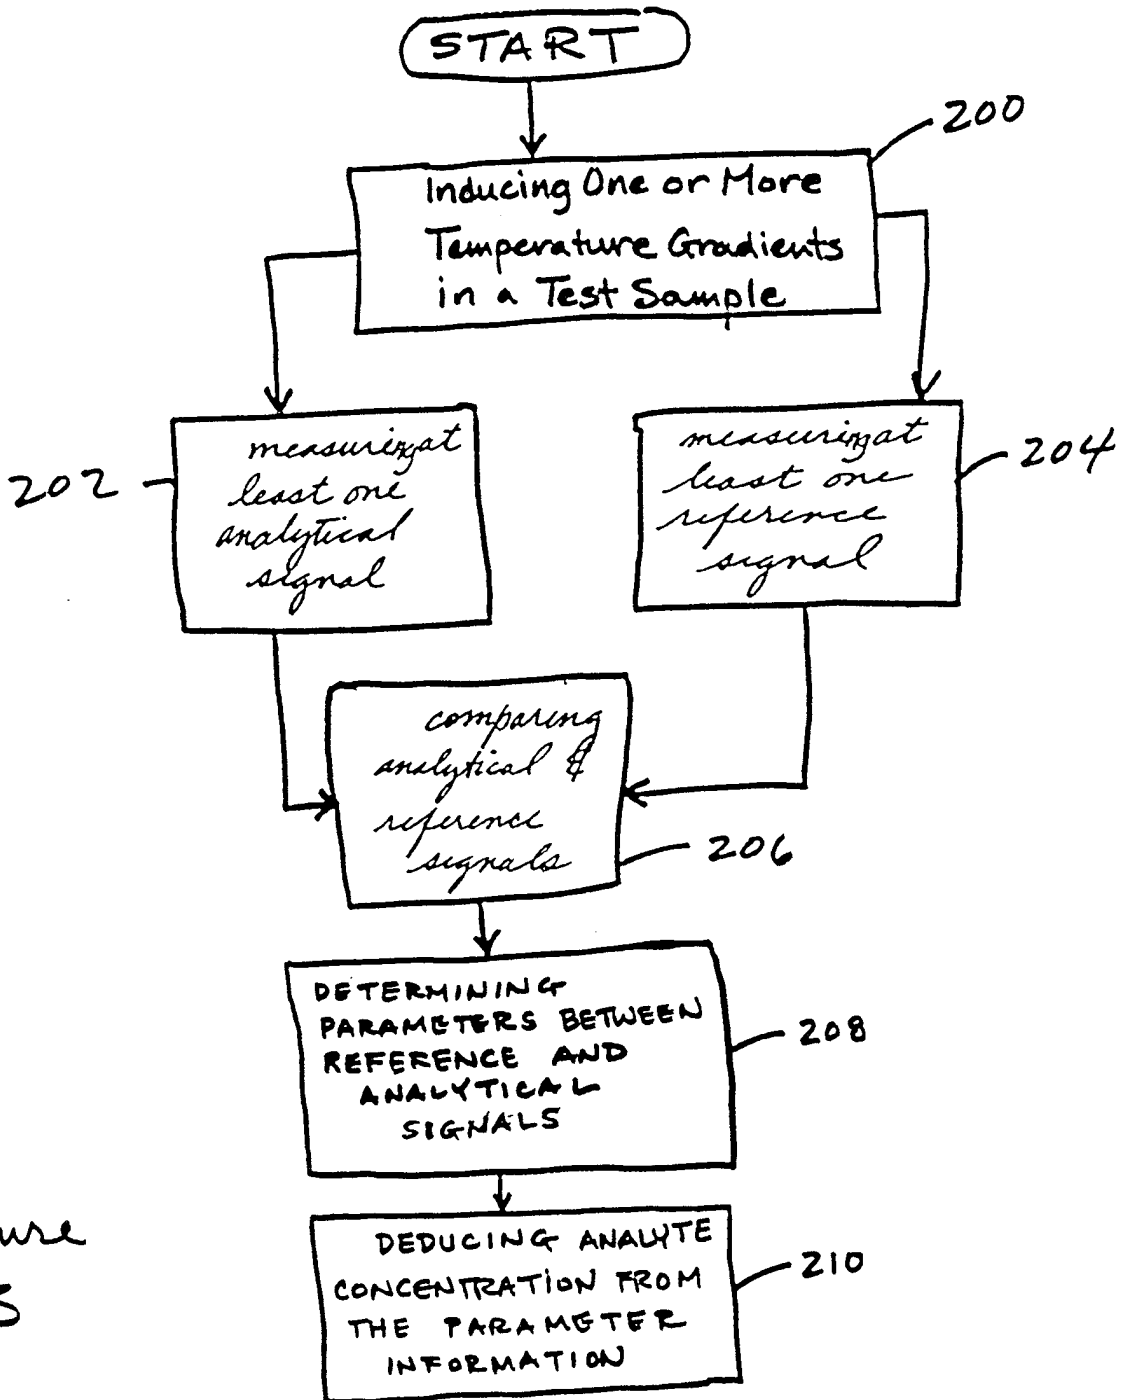 START
200
Inducing One or More
Temperature Gradients
in a Test Sample
202
measuring at
least one
analytical
signal
measuring at
least one
reference
signal
204
comparing
analytical &
reference
signals
206
DETERMINING
PARAMETERS BETWEEN
REFERENCE AND
ANALYTICAL
SIGNALS
208
DEDUCING ANALYTE
CONCENTRATION FROM
THE PARAMETER
INFORMATION
210